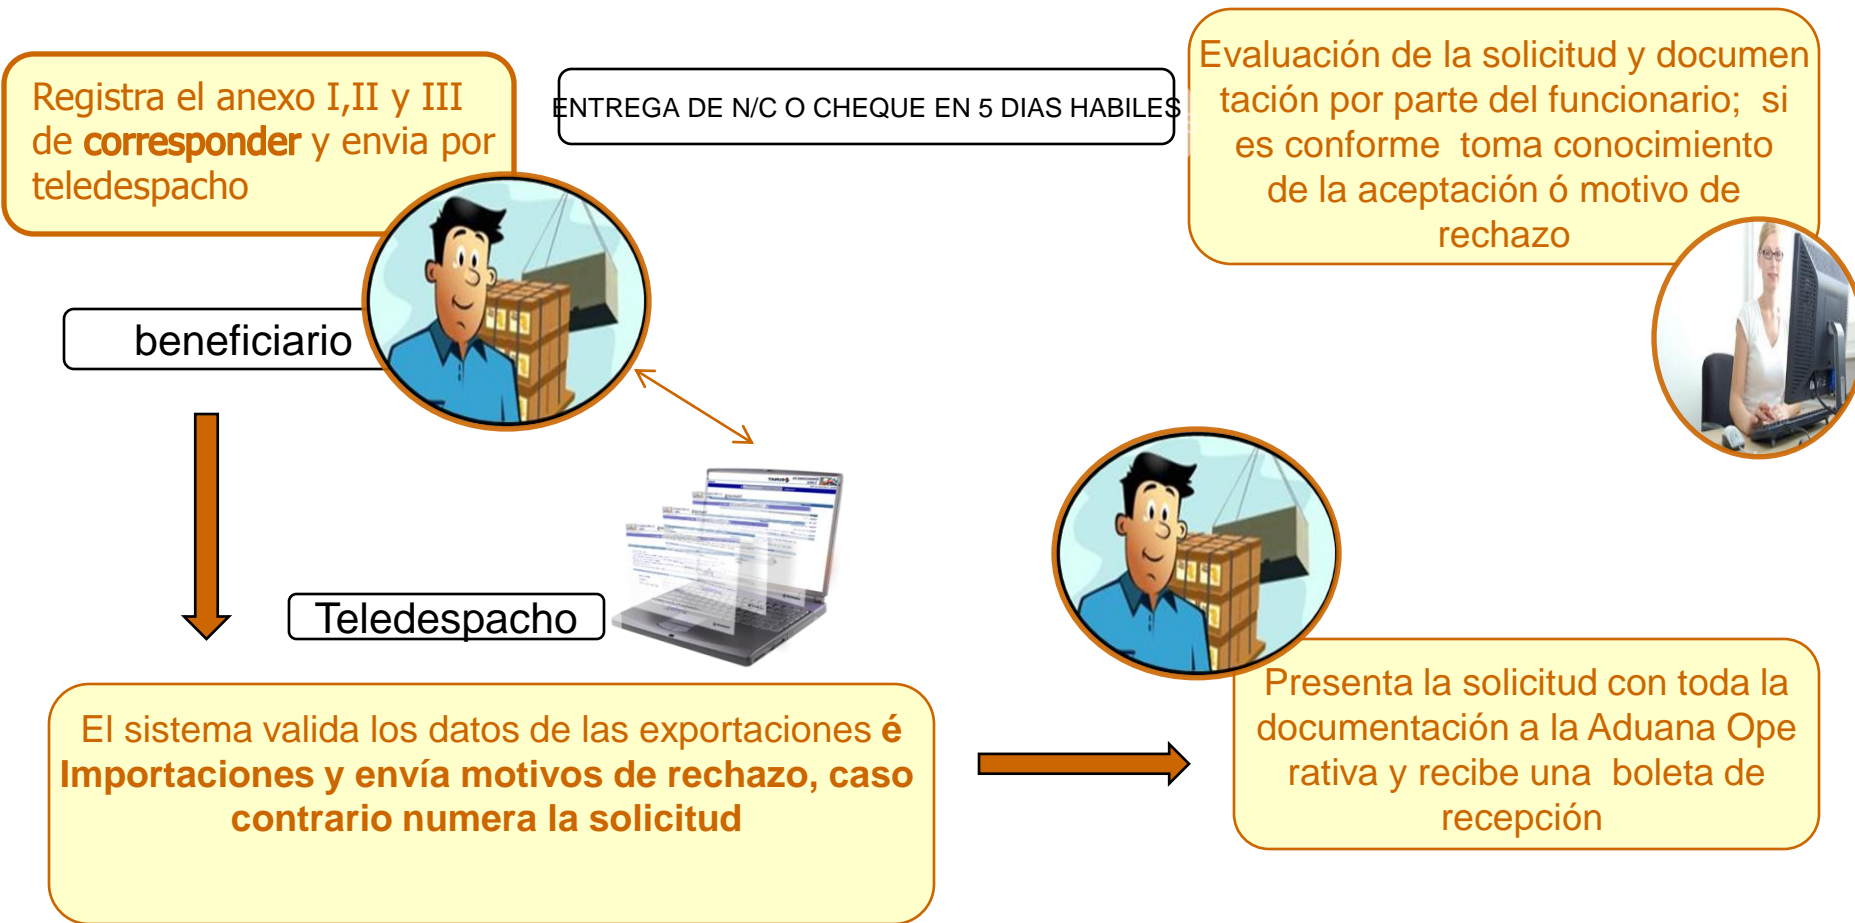 Registra el anexo I,II y III
de corresponder y envia por
teledespacho
ENTREGA DE N/C O CHEQUE EN 5 DIAS HABILES
Evaluación de la solicitud y documen
tación por parte del funcionario; si
es conforme toma conocimiento
de la aceptación ó motivo de
rechazo
beneficiario
Teledespacho
El sistema valida los datos de las exportaciones é
Importaciones y envía motivos de rechazo, caso
contrario numera la solicitud
Presenta la solicitud con toda la
documentación a la Aduana Ope
rativa y recibe una boleta de
recepción